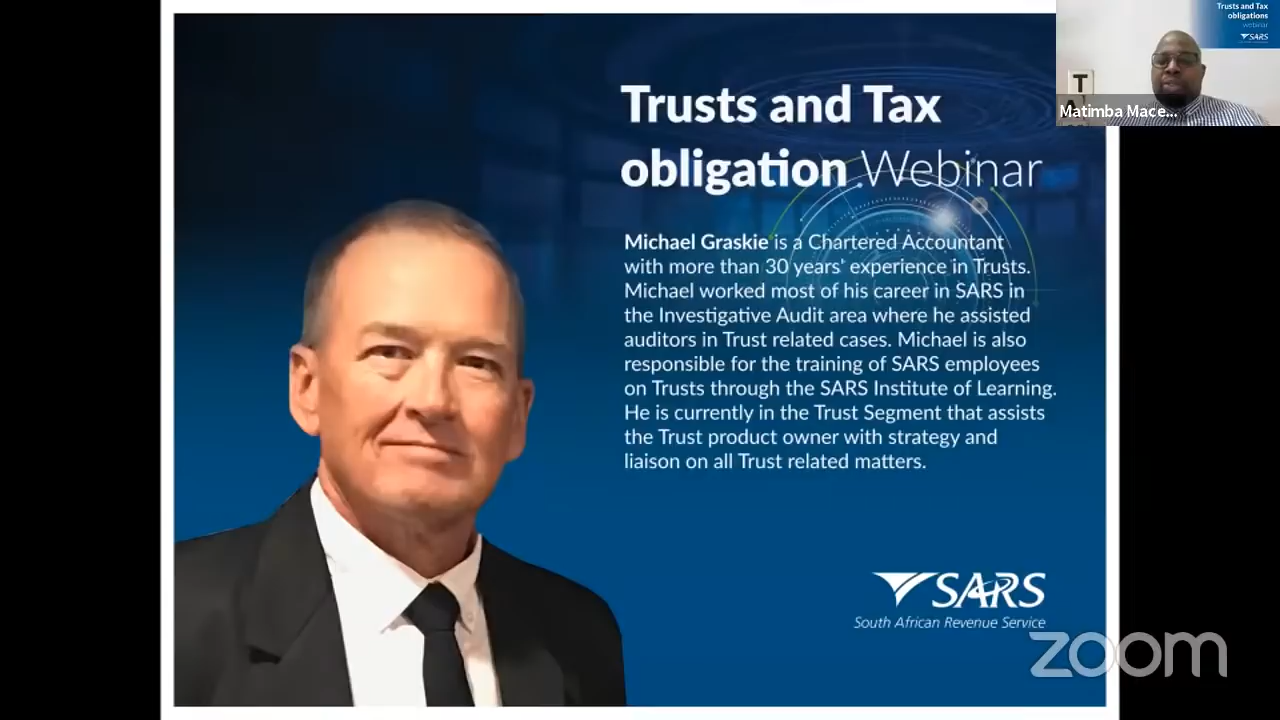 Trusts and Tax
obligation Webinar
Michael Graskie is a Chartered Accountant
with more than 30 years' experience in Trusts.
Michael worked most of his career in SARS in
the Investigative Audit area where he assisted
auditors in Trust related cases. Michael is also
responsible for the training of SARS employees
on Trusts through the SARS Institute of Learning.
He is currently in the Trust Segment that assists
the Trust product owner with strategy and
liaison on all Trust related matters.
SARS
South African Revenue Service
zoom
Trusts and Tax
obligations
webinar
SARS
T
Matimba Mace...